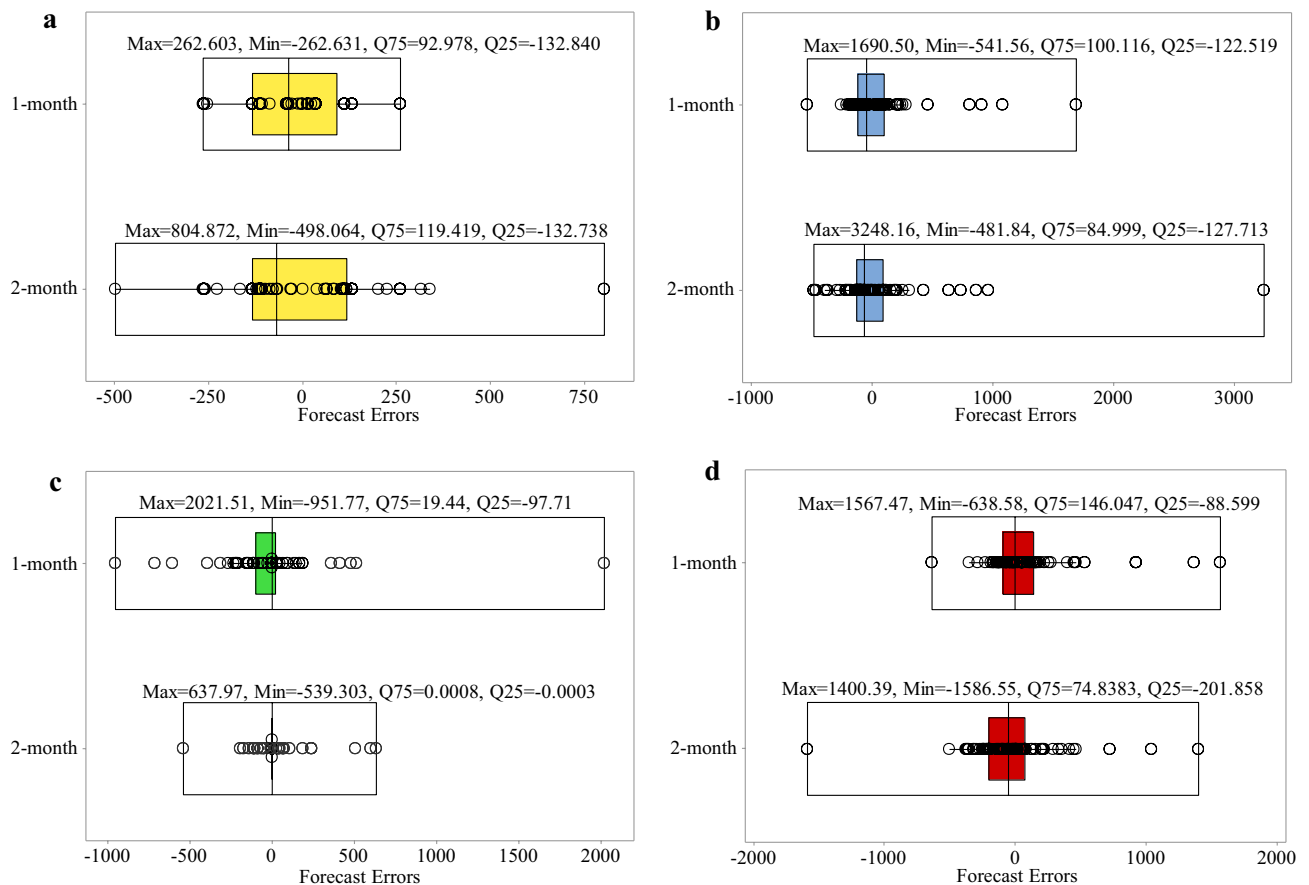 a
Max=262.603, Min=-262.631, Q75=92.978, Q25=-132.840
1-month
Max=804.872, Min=-498.064, Q75=119.419, Q25=-132.738
2-month
-500 -250 0 250 500 750
Forecast Errors
b
Max=1690.50, Min=-541.56, Q75=100.116, Q25=-122.519
1-month
Max=3248.16, Min=-481.84, Q75=84.999, Q25=-127.713
2-month
-1000 0 1000 2000 3000
Forecast Errors
c
Max=2021.51, Min=-951.77, Q75=19.44, Q25=-97.71
1-month
Max=637.97, Min=-539.303, Q75=0.0008, Q25=-0.0003
2-month
-1000 -500 0 500 1000 1500 2000
Forecast Errors
d
Max=1567.47, Min=-638.58, Q75=146.047, Q25=-88.599
1-month
Max=1400.39, Min=-1586.55, Q75=74.8383, Q25=-201.858
2-month
-2000 -1000 0 1000 2000
Forecast Errors